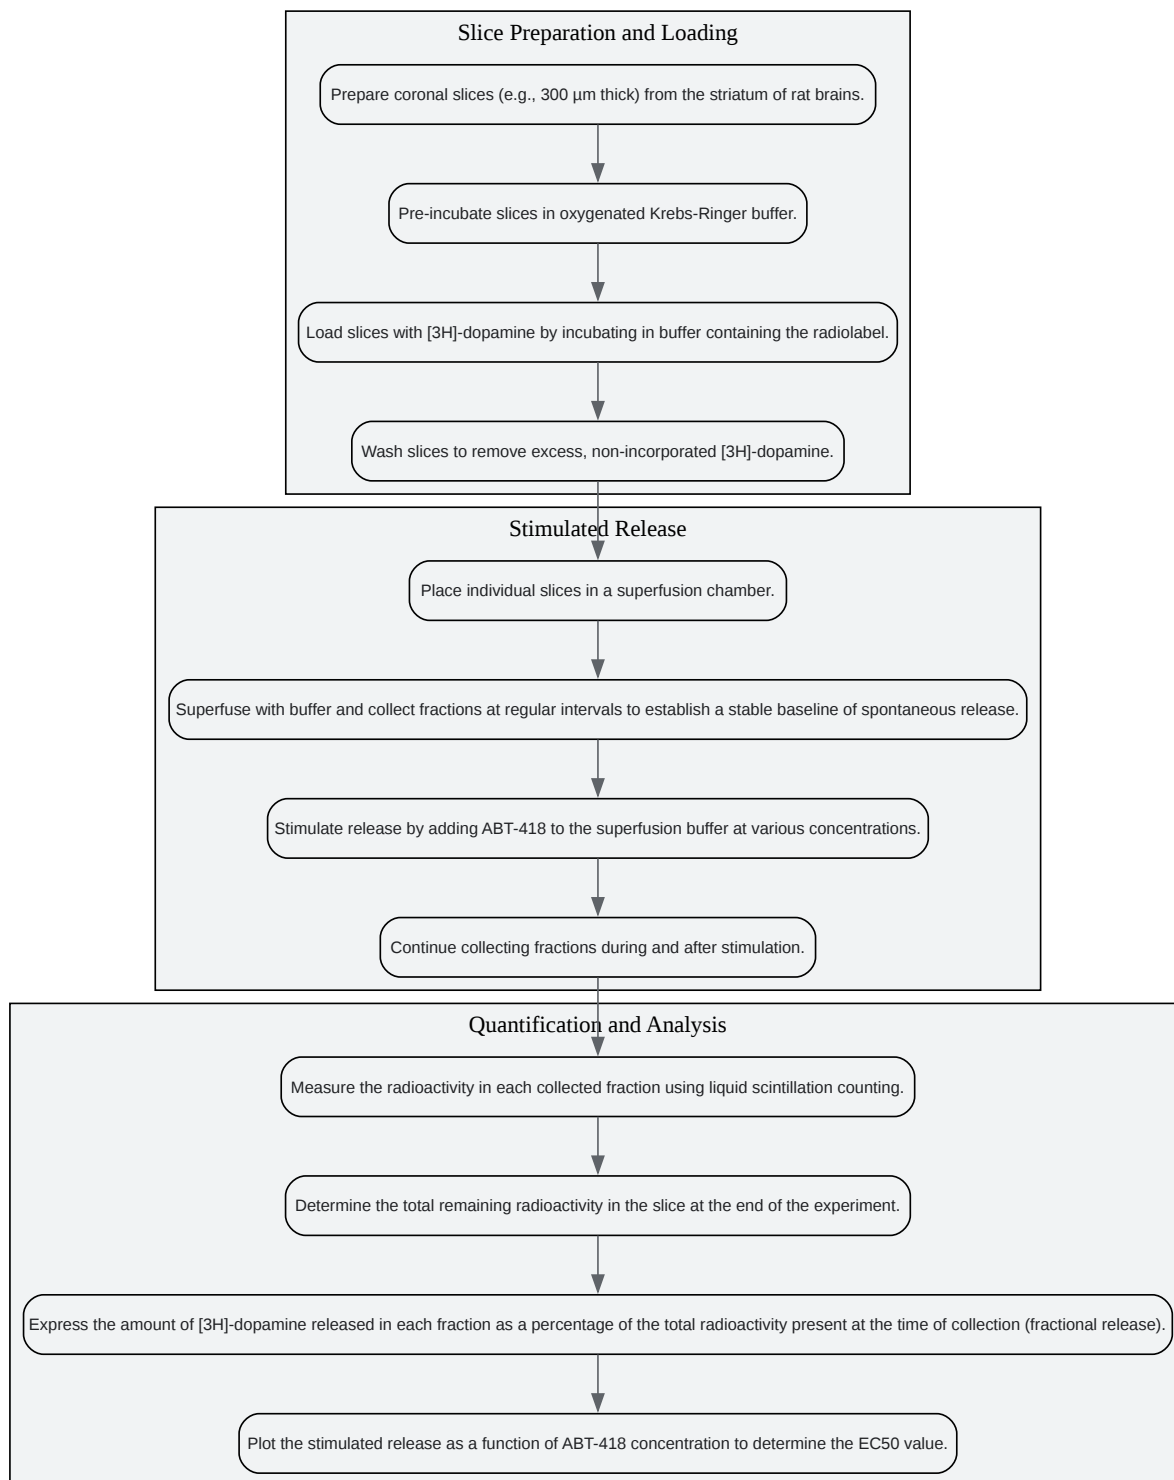 Slice Preparation and Loading
Prepare coronal slices (e.g., 300 µm thick) from the striatum of rat brains.
Pre-incubate slices in oxygenated Krebs-Ringer buffer.
Load slices with [3H]-dopamine by incubating in buffer containing the radiolabel.
Wash slices to remove excess, non-incorporated [3H]-dopamine.
Stimulated Release
Place individual slices in a superfusion chamber.
Superfuse with buffer and collect fractions at regular intervals to establish a stable baseline of spontaneous release.
Stimulate release by adding ABT-418 to the superfusion buffer at various concentrations.
Continue collecting fractions during and after stimulation.
Quantification and Analysis
Measure the radioactivity in each collected fraction using liquid scintillation counting.
Determine the total remaining radioactivity in the slice at the end of the experiment.
Express the amount of [3H]-dopamine released in each fraction as a percentage of the total radioactivity present at the time of collection (fractional release).
Plot the stimulated release as a function of ABT-418 concentration to determine the EC50 value.